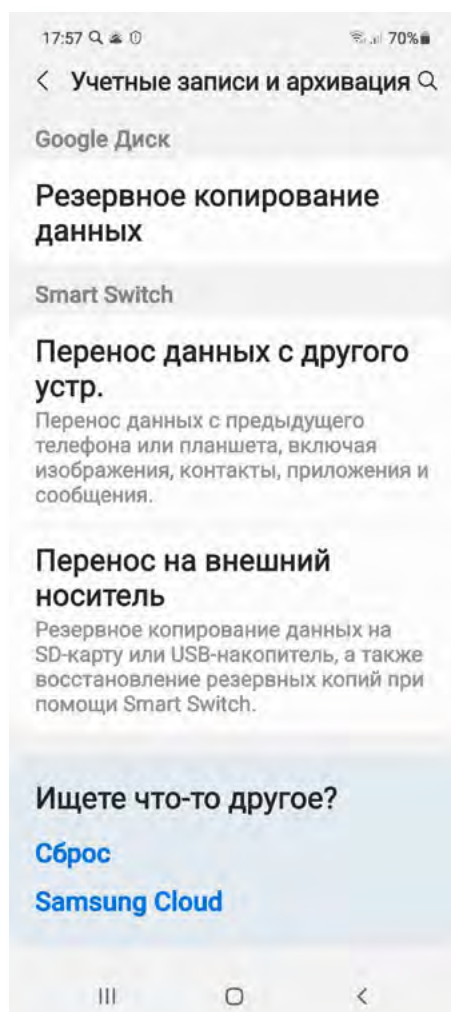 17:57 70%
Учетные записи и архивация
Google Диск
Резервное копирование
данных
Smart Switch
Перенос данных с другого
устр.
Перенос данных с предыдущего
телефона или планшета, включая
изображения, контакты, приложения и
сообщения.
Перенос на внешний
носитель
Резервное копирование данных на
SD-карту или USB-накопитель, а также
восстановление резервных копий при
помощи Smart Switch.
Ищете что-то другое?
Сброс
Samsung Cloud